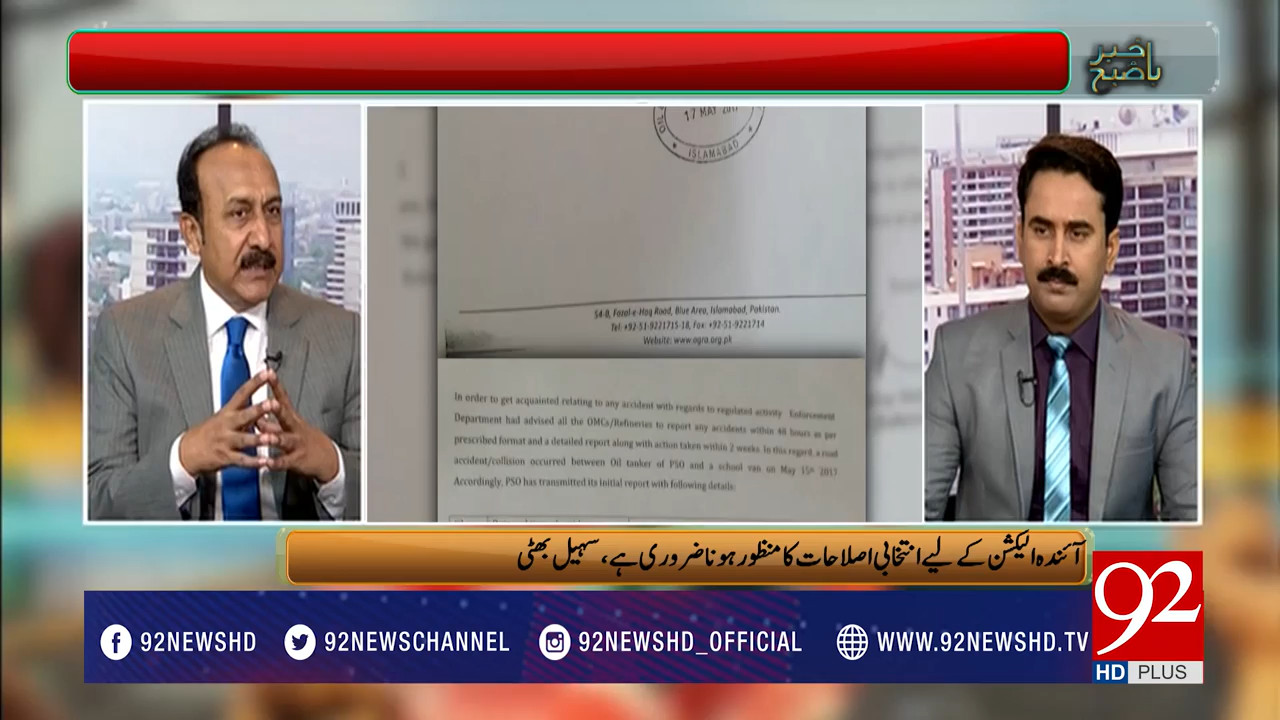 باخبر
صبح
17 MAY 2017
ISLAMABAD
54-B, Fazal-e-Haq Road, Blue Area, Islamabad, Pakistan.
Tel: +92-51-9221715-18, Fax: +92-51-9221714
Website: www.ogra.org.pk
In order to get acquainted relating to any accident with regards to regulated activity Enforcement
Department had advised all the OMCs/Refineries to report any accidents within 48 hours as per
prescribed format and a detailed report along with action taken within 2 weeks. In this regard, a road
accident/collision occurred between Oil tanker of PSO and a school van on May 15th 2017
Accordingly, PSO has transmitted its initial report with following details:
آئندہ الیکشن کے لیے انتخابی اصلاحات کا منظور ہونا ضروری ہے، سہیل بھٹی
92NEWSHD
92NEWSCHANNEL
92NEWSHD_OFFICIAL
WWW.92NEWSHD.TV
92
HD PLUS